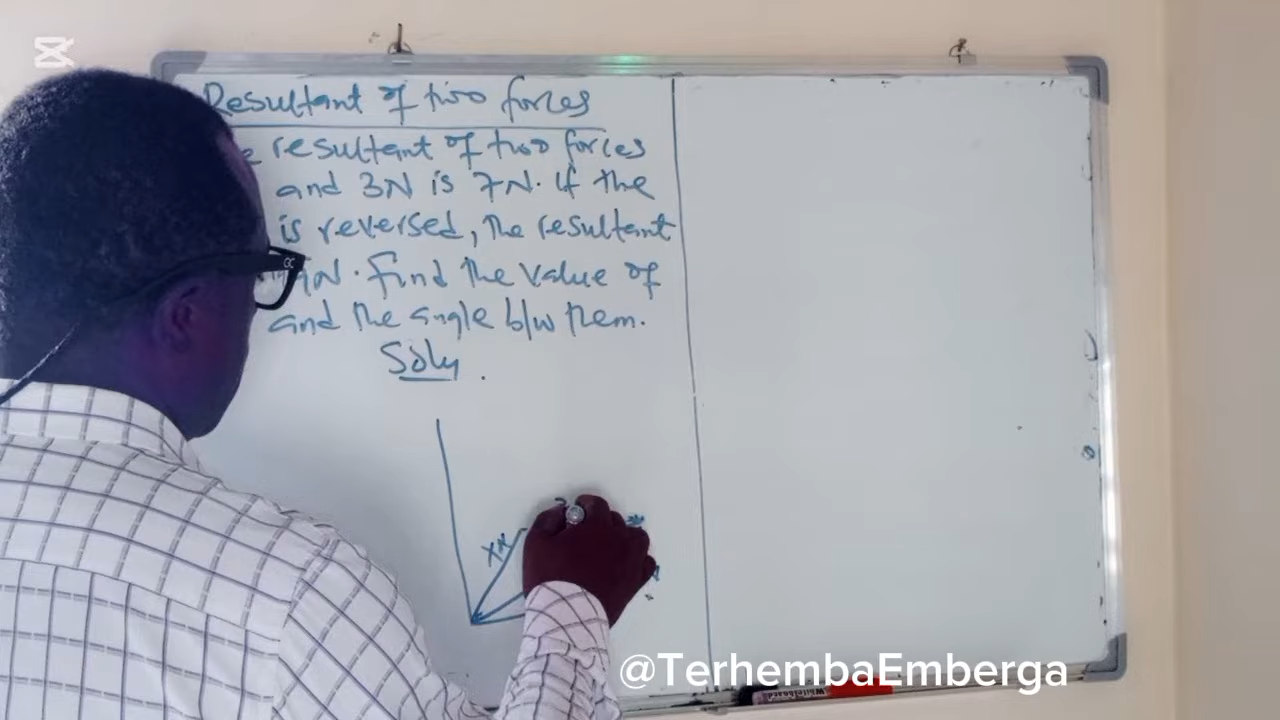 Resultant of two forces
resultant of two forces
and 3N is 7N. If the
is reversed, the resultant
N. Find the value of
and the angle b/w them.
Soln.
XN
@TerhembaEmberga